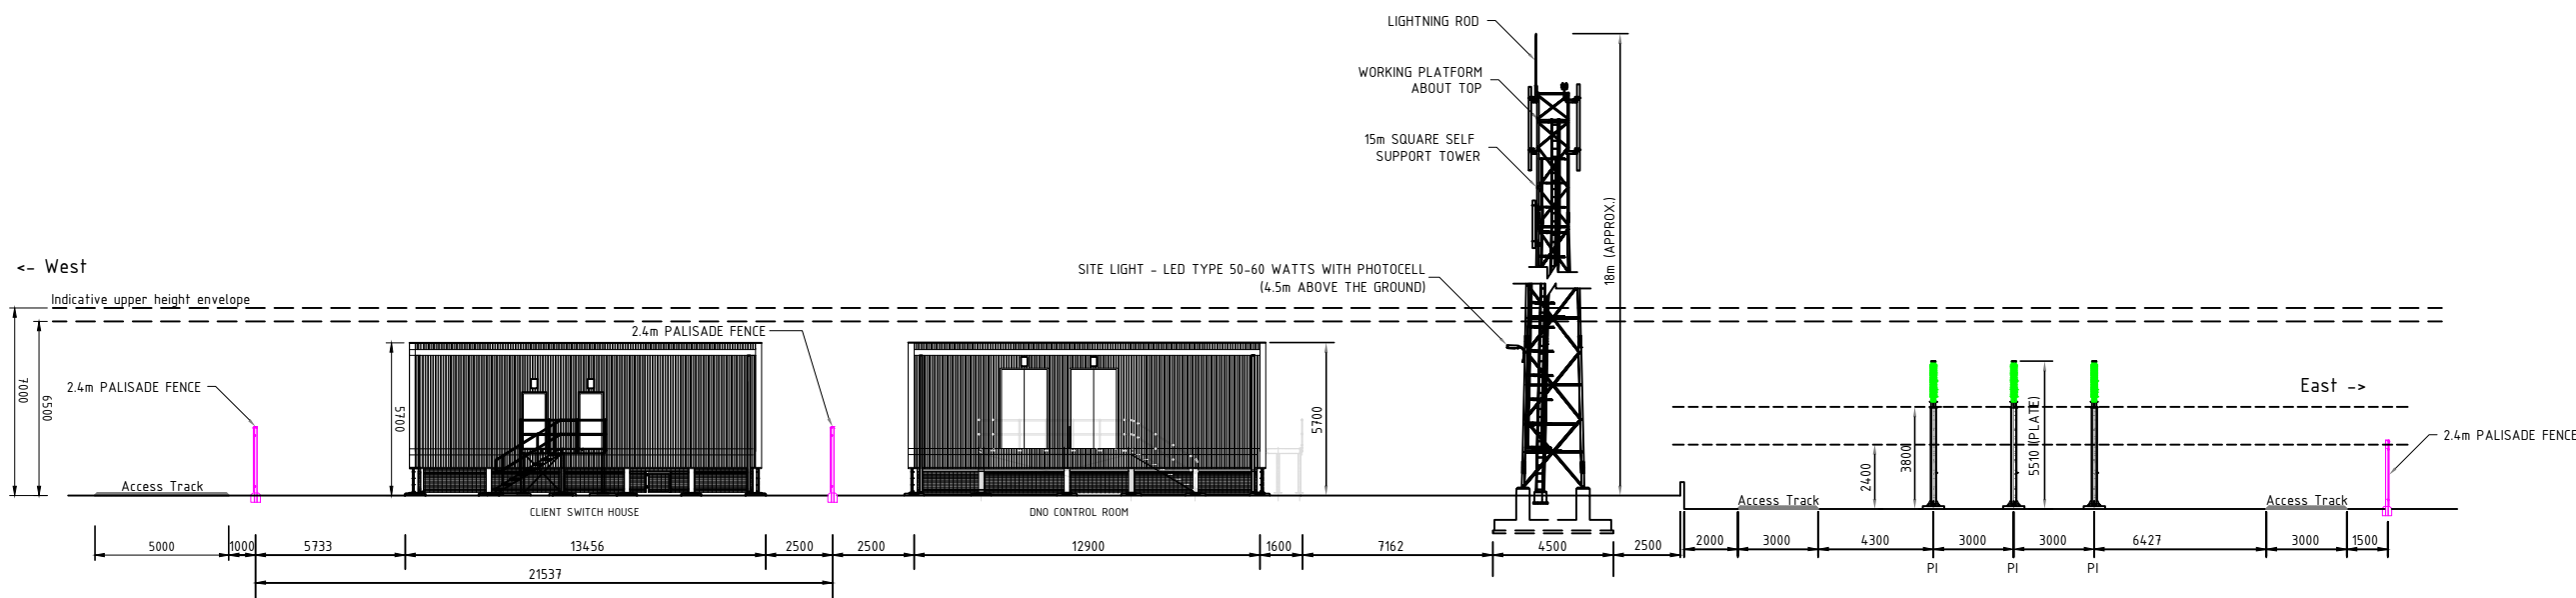 LIGHTNING ROD
WORKING PLATFORM
ABOUT TOP
15m SQUARE SELF
SUPPORT TOWER
18m (APPROX.)
<- West
SITE LIGHT - LED TYPE 50-60 WATTS WITH PHOTOCELL
(4.5m ABOVE THE GROUND)
Indicative upper height envelope
2.4m PALISADE FENCE
7000
6500
2.4m PALISADE FENCE
5700
5700
East ->
5510 (PLATE)
3800
2400
2.4m PALISADE FENCE
Access Track
Access Track
Access Track
CLIENT SWITCH HOUSE
DNO CONTROL ROOM
5000
1000
5733
13456
2500
2500
12900
1600
7162
4500
2500
2000
3000
4300
3000
3000
6427
3000
1500
PI
PI
PI
21537